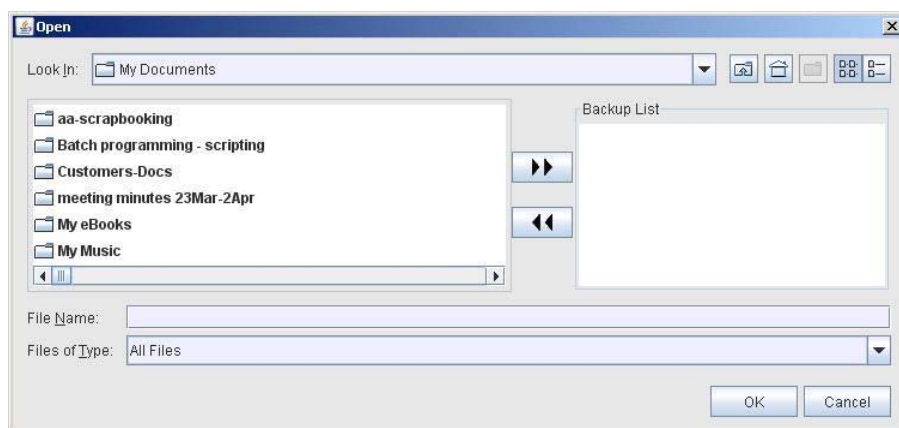 Open
Look In: My Documents
aa-scrapbooking
Batch programming - scripting
Customers-Docs
meeting minutes 23Mar-2Apr
My eBooks
My Music
Backup List
File Name:
Files of Type: All Files
OK Cancel